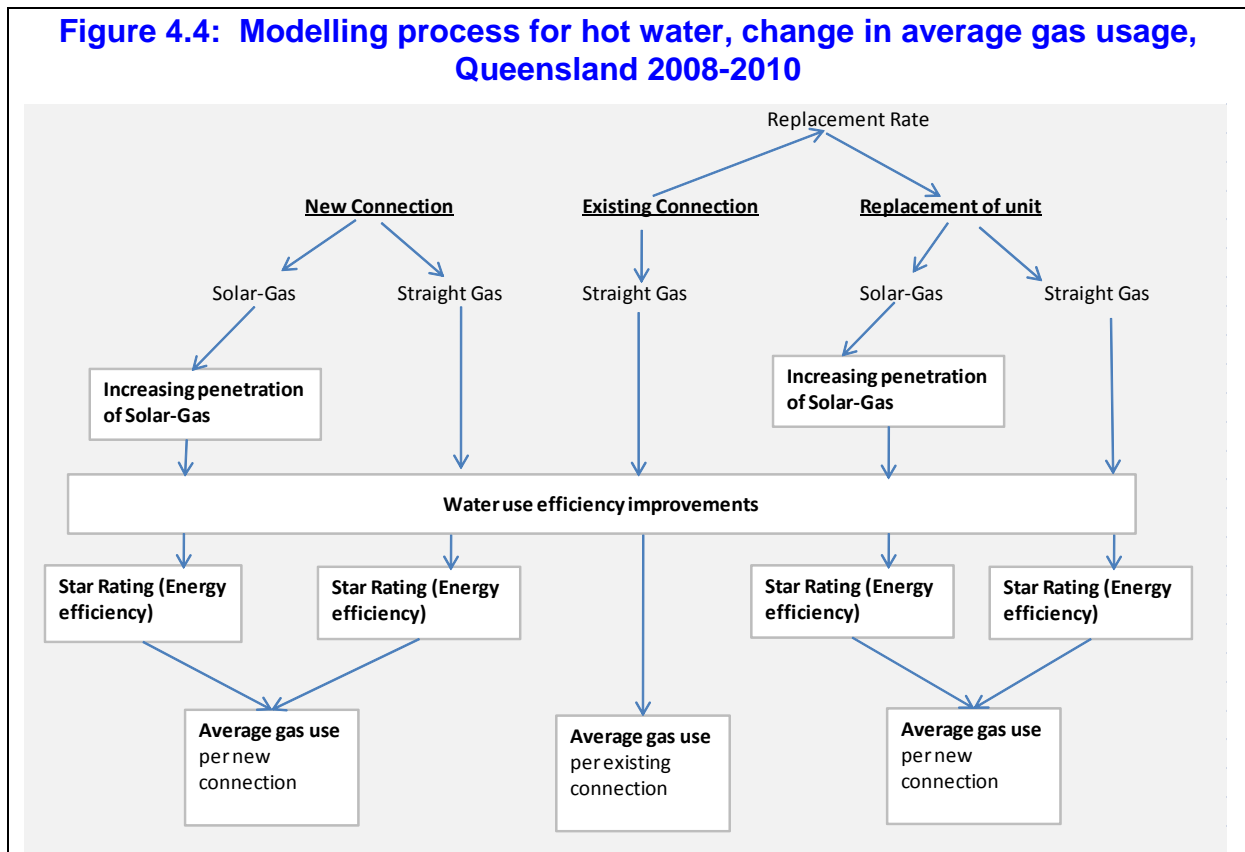 Figure 4.4: Modelling process for hot water, change in average gas usage,
Queensland 2008-2010
Replacement Rate
New Connection
Existing Connection
Replacement of unit
Solar-Gas
Straight Gas
Straight Gas
Solar-Gas
Straight Gas
Increasing penetration
of Solar-Gas
Increasing penetration
of Solar-Gas
Water use efficiency improvements
Star Rating (Energy
efficiency)
Star Rating (Energy
efficiency)
Star Rating (Energy
efficiency)
Star Rating (Energy
efficiency)
Average gas use
per new
connection
Average gas use
per existing
connection
Average gas use
per new
connection